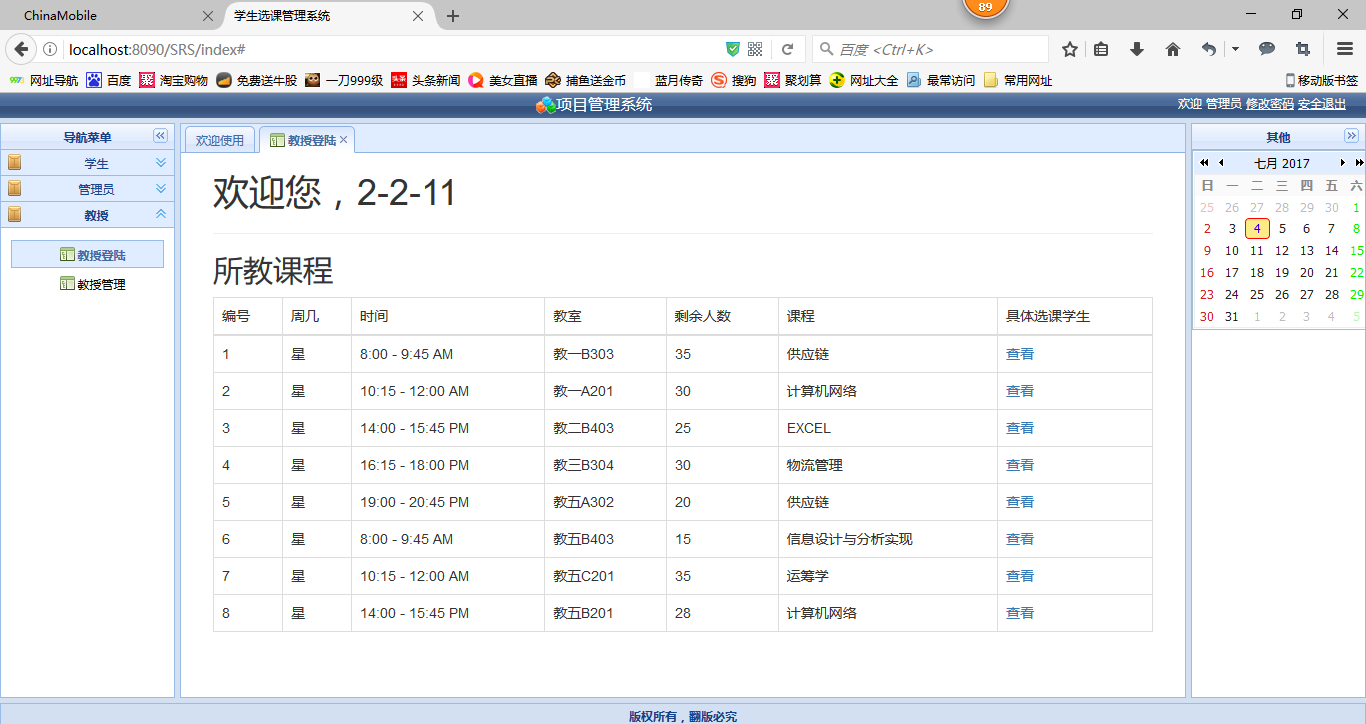 89
ChinaMobile 学生选课管理系统
localhost:8090/SRS/index# 百度 <Ctrl+K>
网址导航 百度 淘宝购物 免费送牛股 一刀999级 头条新闻 美女直播 捕鱼送金币 蓝月传奇 搜狗 聚划算 网址大全 最常访问 常用网址 移动版书签
项目管理系统 欢迎 管理员 修改密码 安全退出
导航菜单
学生
管理员
教授
教授登陆
教授管理
欢迎使用 教授登陆
欢迎您，2-2-11
所教课程
编号 周几 时间 教室 剩余人数 课程 具体选课学生
1 星 8:00 - 9:45 AM 教一B303 35 供应链 查看
2 星 10:15 - 12:00 AM 教一A201 30 计算机网络 查看
3 星 14:00 - 15:45 PM 教二B403 25 EXCEL 查看
4 星 16:15 - 18:00 PM 教三B304 30 物流管理 查看
5 星 19:00 - 20:45 PM 教五A302 20 供应链 查看
6 星 8:00 - 9:45 AM 教五B403 15 信息设计与分析实现 查看
7 星 10:15 - 12:00 AM 教五C201 35 运筹学 查看
8 星 14:00 - 15:45 PM 教五B201 28 计算机网络 查看
其他
七月 2017
日 一 二 三 四 五 六
25 26 27 28 29 30 1
2 3 4 5 6 7 8
9 10 11 12 13 14 15
16 17 18 19 20 21 22
23 24 25 26 27 28 29
30 31 1 2 3 4 5
版权所有，翻版必究